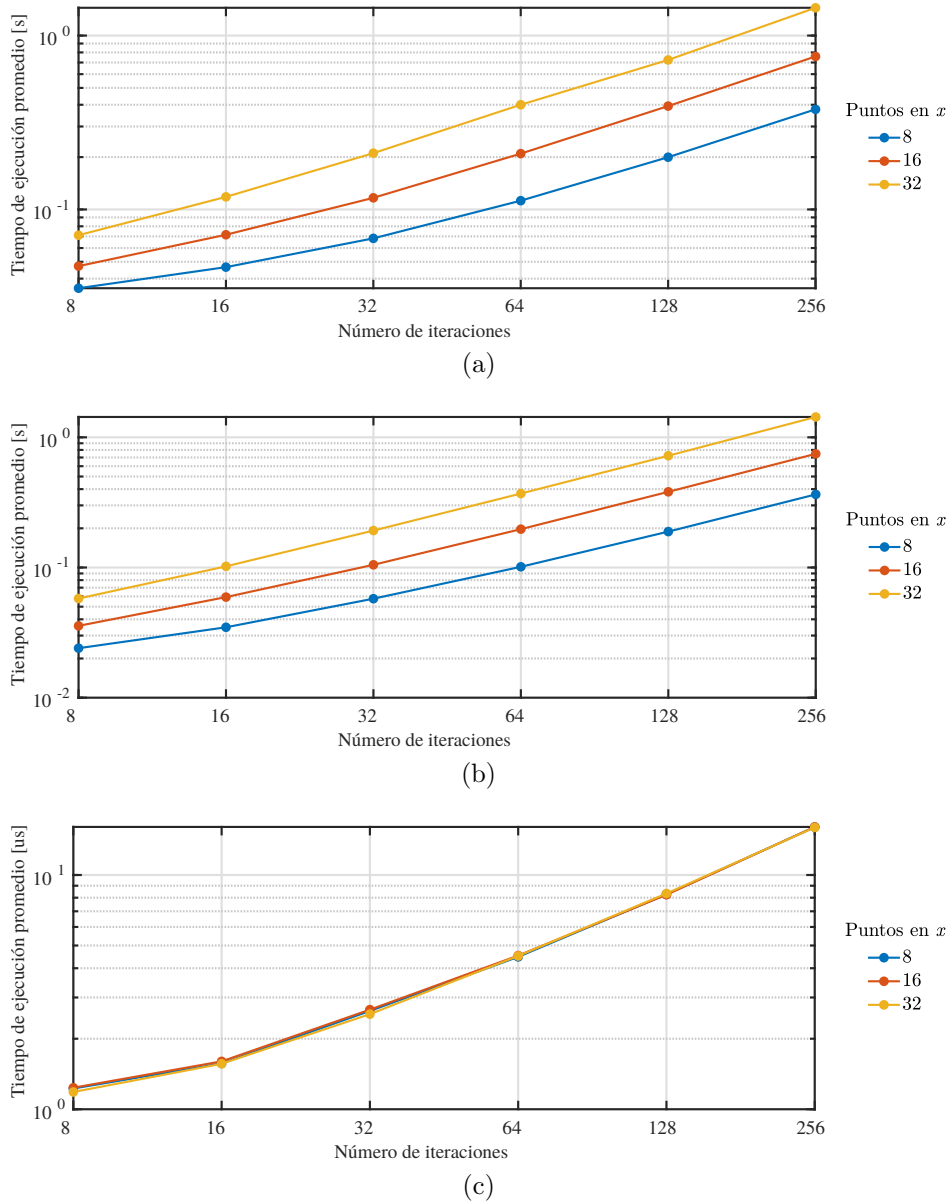 Tiempo de ejecución promedio [s]
10 0
10 -1
8 16 32 64 128 256
Número de iteraciones
Puntos en x
8
16
32
(a)
Tiempo de ejecución promedio [s]
10 0
10 -1
10 -2
8 16 32 64 128 256
Número de iteraciones
Puntos en x
8
16
32
(b)
Tiempo de ejecución promedio [us]
10 1
10 0
8 16 32 64 128 256
Número de iteraciones
Puntos en x
8
16
32
(c)